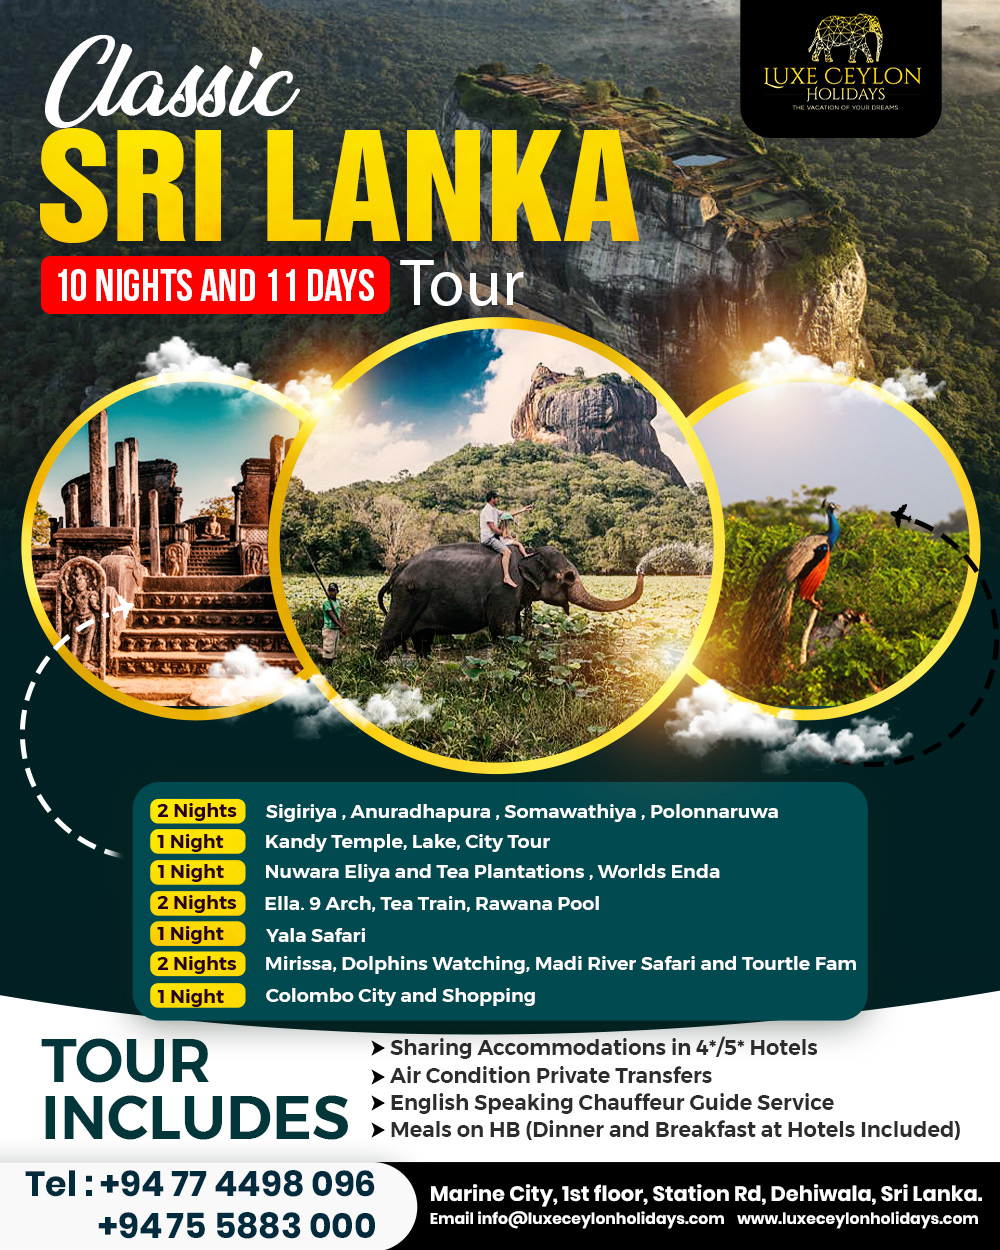 Classic
SRI LANKA
10 NIGHTS AND 11 DAYS Tour
LUXE CEYLON
HOLIDAYS
THE VACATION OF YOUR DREAMS
2 Nights Sigiriya , Anuradhapura , Somawathiya , Polonnaruwa
1 Night Kandy Temple, Lake, City Tour
1 Night Nuwara Eliya and Tea Plantations , Worlds Enda
2 Nights Ella. 9 Arch, Tea Train, Rawana Pool
1 Night Yala Safari
2 Nights Mirissa, Dolphins Watching, Madi River Safari and Tourtle Fam
1 Night Colombo City and Shopping
TOUR
INCLUDES
Sharing Accommodations in 4*/5* Hotels
Air Condition Private Transfers
English Speaking Chauffeur Guide Service
Meals on HB (Dinner and Breakfast at Hotels Included)
Tel : +94 77 4498 096
+94 75 5883 000
Marine City, 1st floor, Station Rd, Dehiwala, Sri Lanka.
Email info@luxeceylonholidays.com www.luxeceylonholidays.com